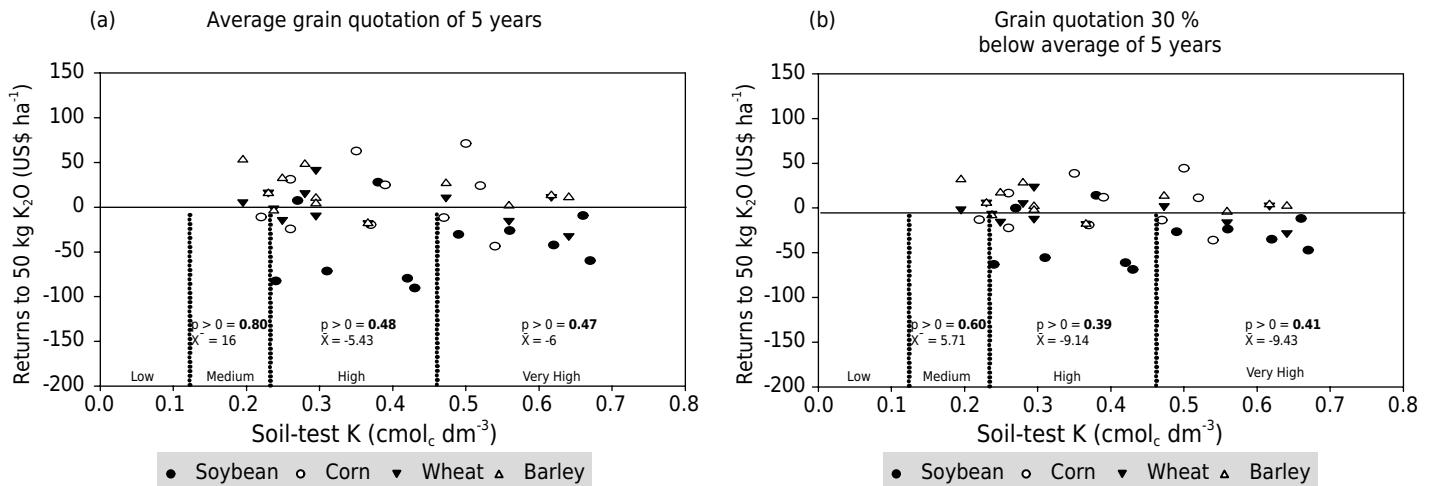 (a) Average grain quotation of 5 years
150
100
50
0
-50
-100
-150
-200
Returns to 50 kg K₂O (US$ ha⁻¹)
p > 0 = 0.80
X̄ = 16
p > 0 = 0.48
X̄ = -5.43
p > 0 = 0.47
X̄ = -6
Low Medium High Very High
0.0 0.1 0.2 0.3 0.4 0.5 0.6 0.7 0.8
Soil-test K (cmol_c dm⁻³)
Soybean Corn Wheat Barley
(b) Grain quotation 30 %
below average of 5 years
150
100
50
0
-50
-100
-150
-200
Returns to 50 kg K₂O (US$ ha⁻¹)
p > 0 = 0.60
X̄ = 5.71
p > 0 = 0.39
X̄ = -9.14
p > 0 = 0.41
X̄ = -9.43
Low Medium High Very High
0.0 0.1 0.2 0.3 0.4 0.5 0.6 0.7 0.8
Soil-test K (cmol_c dm⁻³)
Soybean Corn Wheat Barley